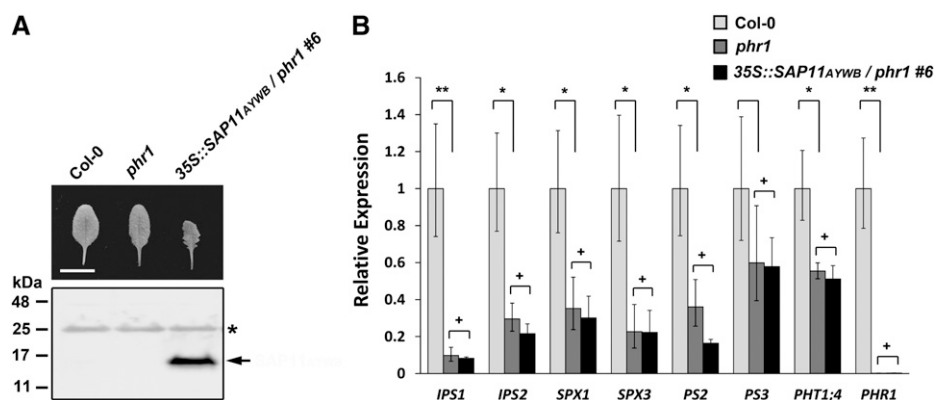 A
Col-0
phr1
35S::SAP11AYWB / phr1 #6
kDa
48
25
17
11
*
B
Col-0
phr1
35S::SAP11AYWB / phr1 #6
Relative Expression
1.6
1.4
1.2
1
0.8
0.6
0.4
0.2
0
** * * * * * **
+ + + + + + + +
IPS1 IPS2 SPX1 SPX3 PS2 PS3 PHT1;4 PHR1